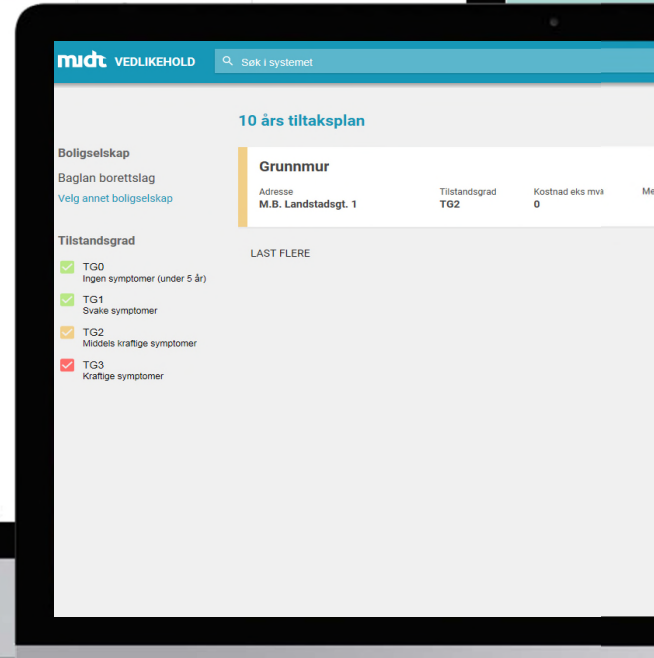 midt VEDLIKEHOLD
Søk i systemet
10 års tiltaksplan
Boligselskap
Baglan borettslag
Velg annet boligselskap
Tilstandsgrad
TG0
Ingen symptomer (under 5 år)
TG1
Svake symptomer
TG2
Middels kraftige symptomer
TG3
Kraftige symptomer
Grunnmur
Adresse Tilstandsgrad Kostnad eks mva
M.B. Landstadsgt. 1 TG2 0
LAST FLERE